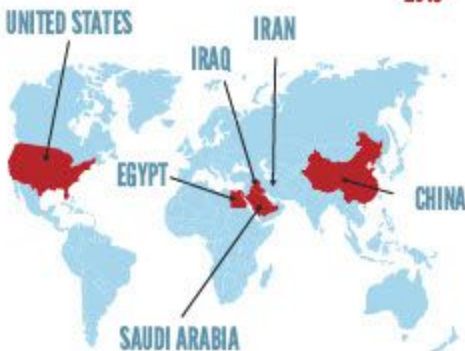 UNITED STATES
IRAN
IRAQ
EGYPT
CHINA
SAUDI ARABIA